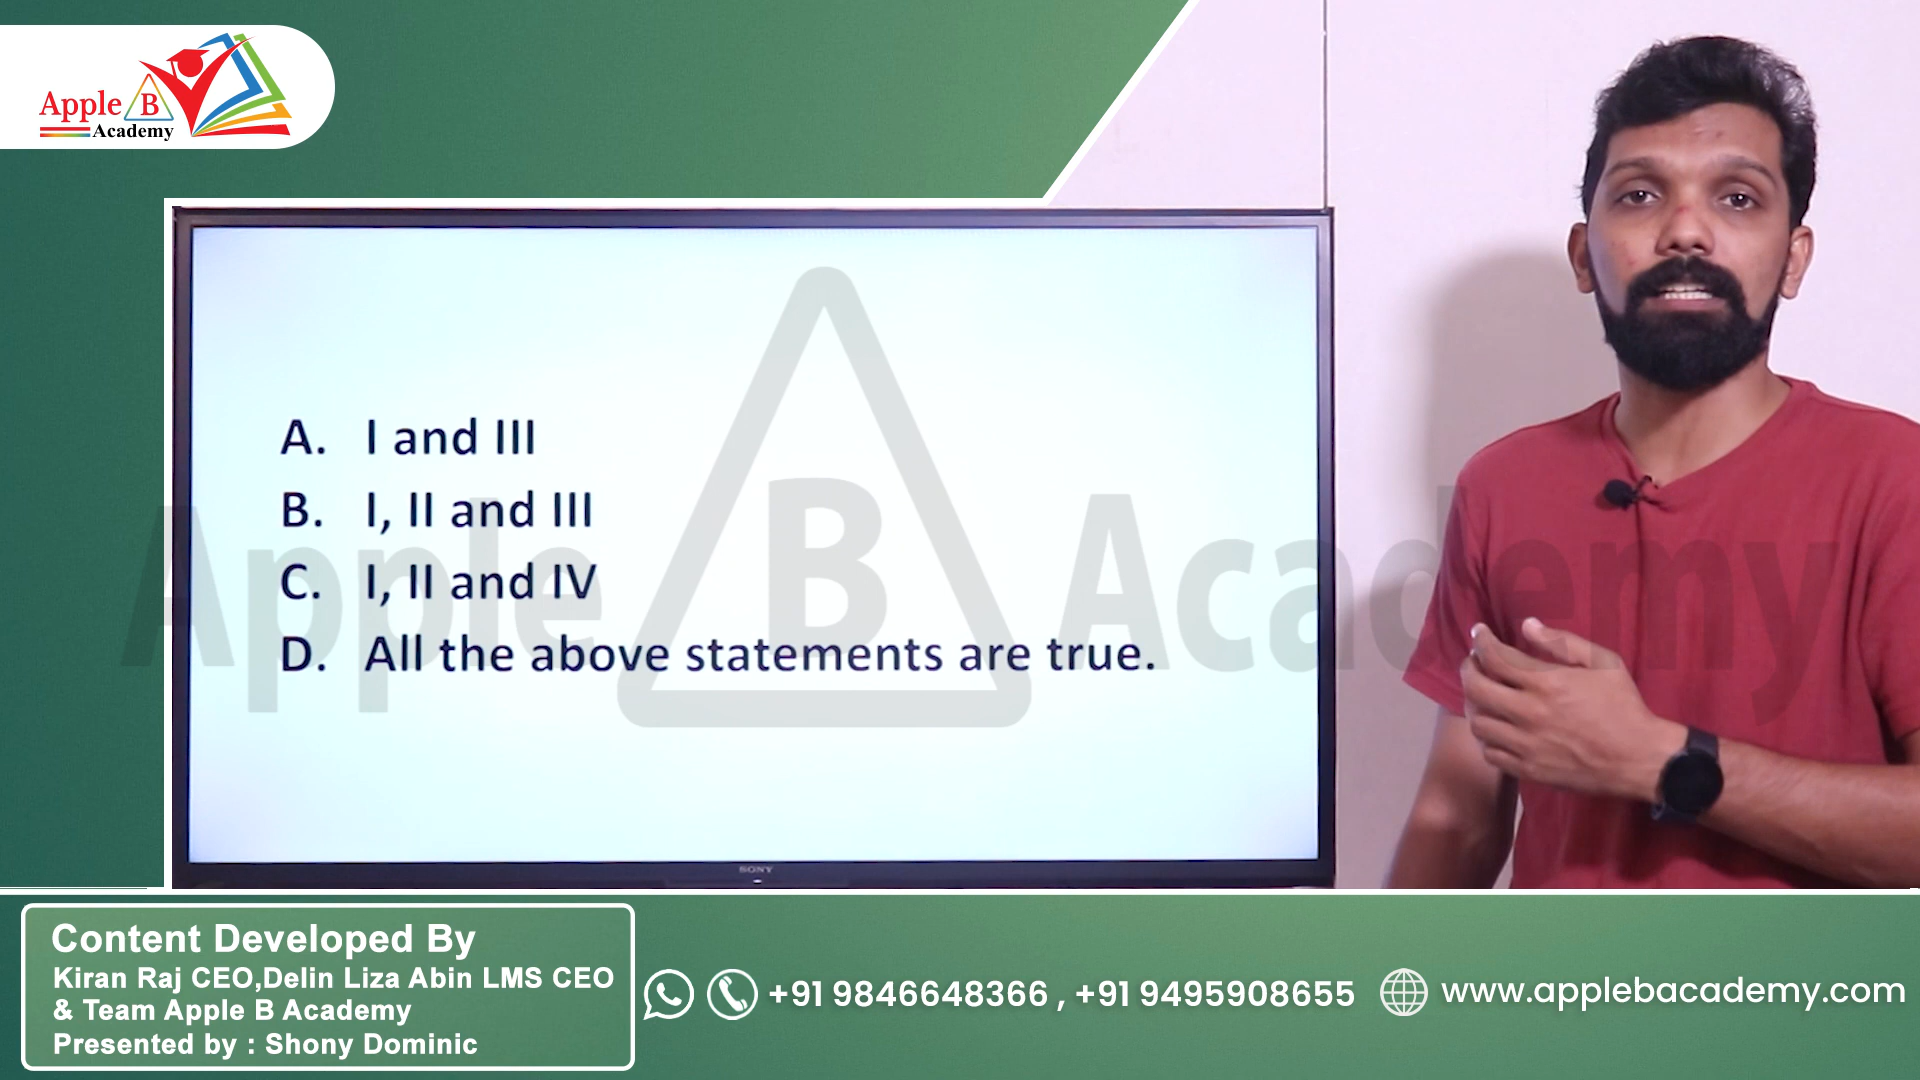 Apple B
Academy
A. I and III
B. I, II and III
C. I, II and IV
D. All the above statements are true.
Apple B Academy
SONY
Content Developed By
Kiran Raj CEO,Delin Liza Abin LMS CEO
& Team Apple B Academy
Presented by : Shony Dominic
+91 9846648366 , +91 9495908655
www.applebacademy.com